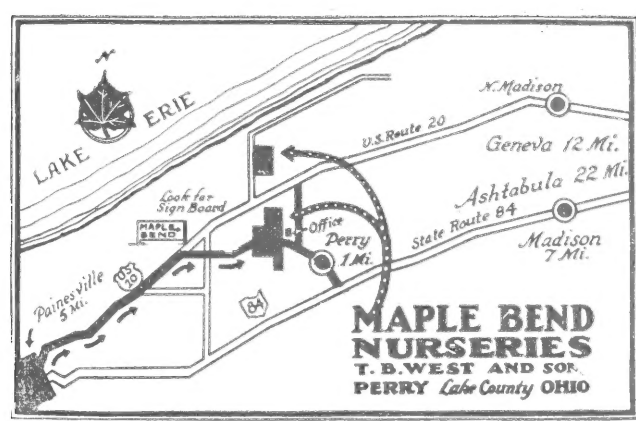 N
LAKE ERIE
N. Madison
U.S. Route 20
Geneva 12 Mi.
Ashtabula 22 Mi.
Look for
Sign Board
MAPLE
BEND
Office
Perry
1 Mi.
State Route 84
Madison
7 Mi.
US
20
Painesville
5 Mi.
84
MAPLE BEND
NURSERIES
T. B. WEST AND SON
PERRY Lake County OHIO